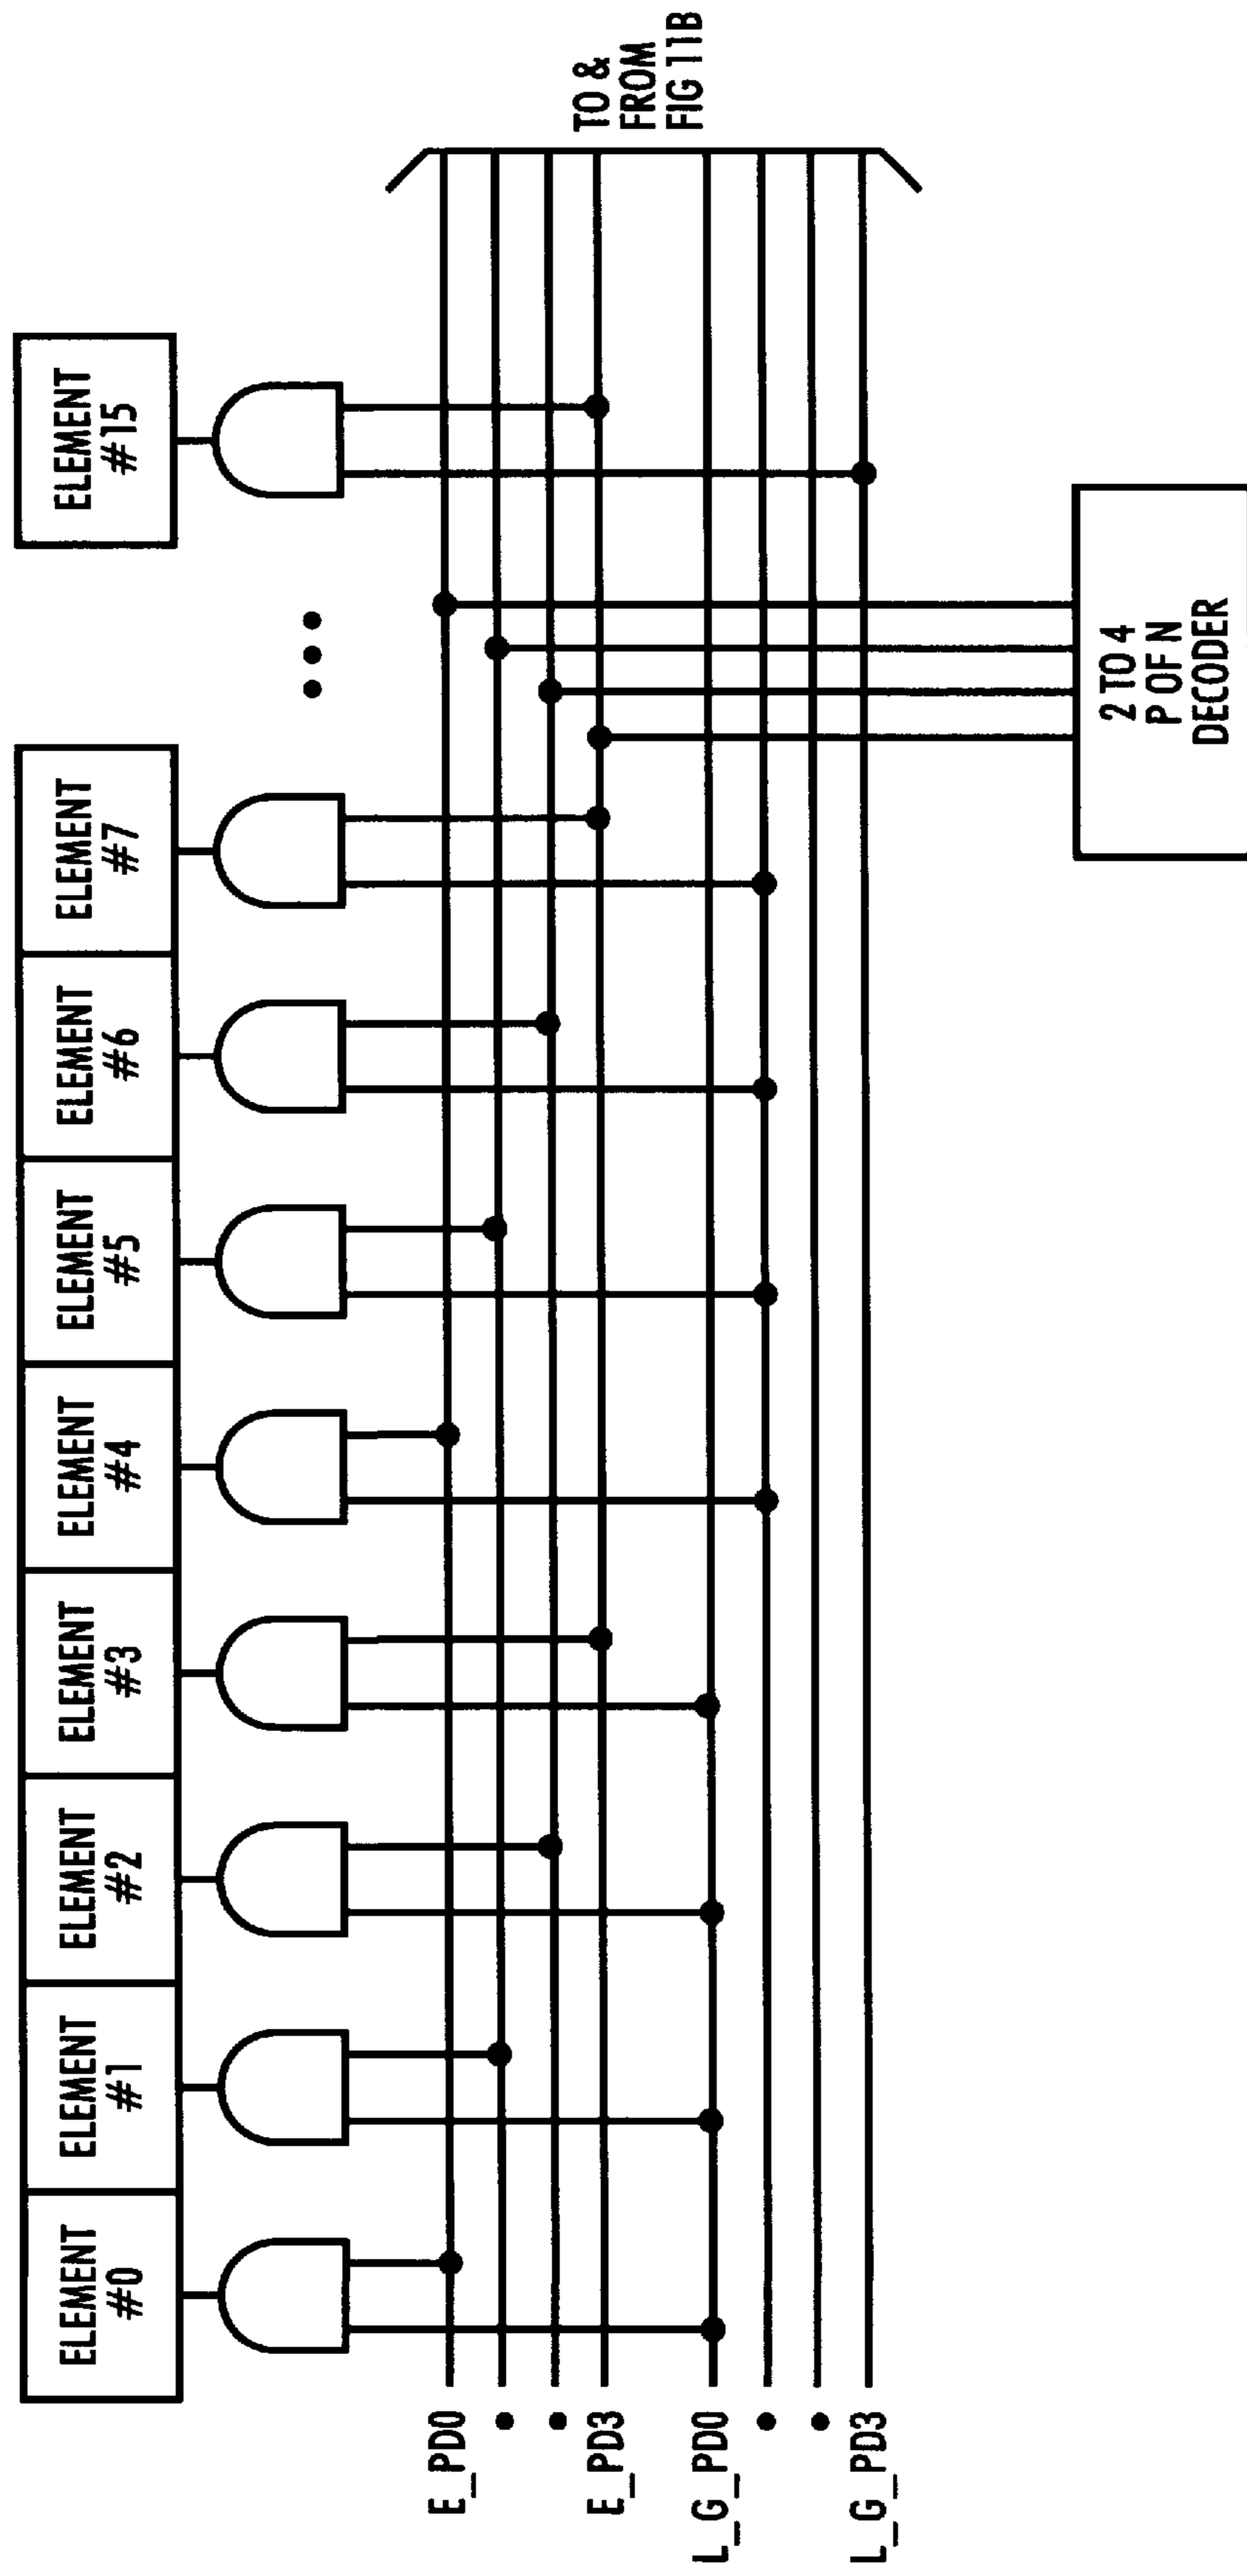 ELEMENT
#0
ELEMENT
#1
ELEMENT
#2
ELEMENT
#3
ELEMENT
#4
ELEMENT
#5
ELEMENT
#6
ELEMENT
#7
ELEMENT
#15
E_PD0
E_PD3
L_G_PD0
L_G_PD3
TO &
FROM
FIG 11B
2 TO 4
P OF N
DECODER